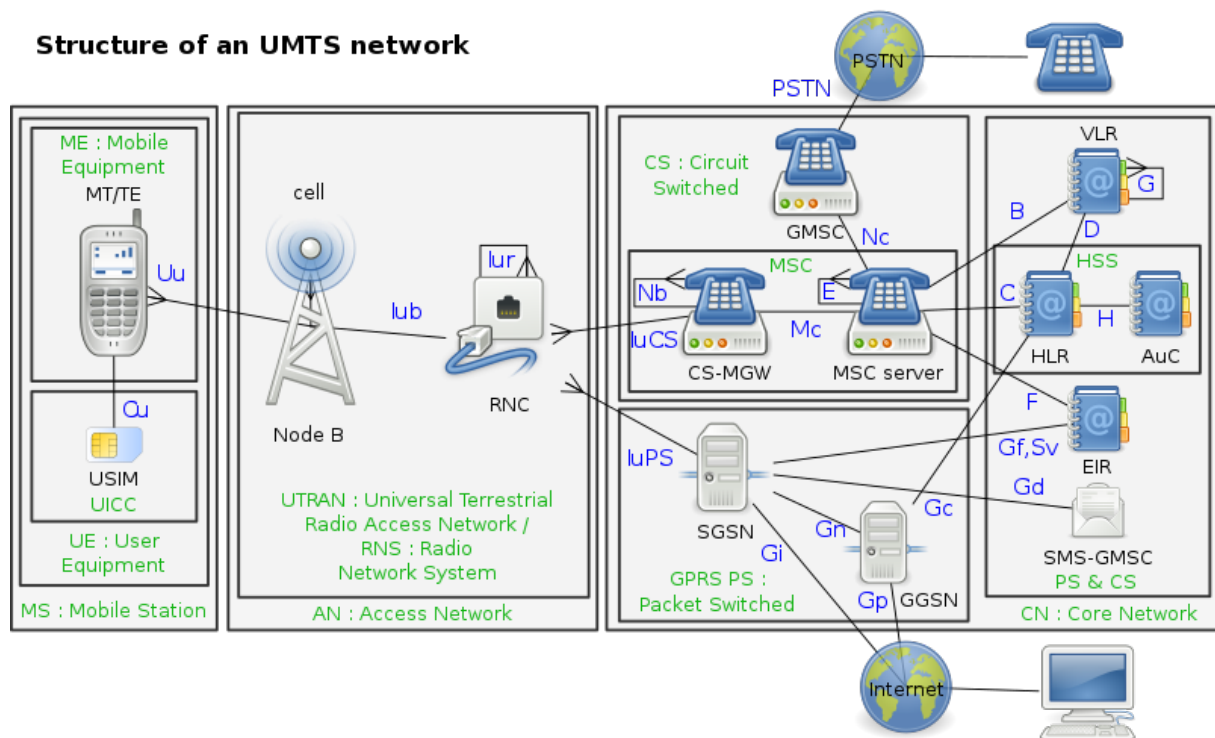 Structure of an UMTS network
PSTN
PSTN
ME : Mobile
Equipment
MT/TE
Uu
Cu
USIM
UICC
UE : User
Equipment
MS : Mobile Station
cell
Iub
Node B
Iur
RNC
UTRAN : Universal Terrestrial
Radio Access Network /
RNS : Radio
Network System
AN : Access Network
CS : Circuit
Switched
GMSC
Nc
MSC
Nb
E
IuCS
Mc
CS-MGW
MSC server
VLR
G
B
D
HSS
C
H
HLR
AuC
F
Gf,Sv
EIR
Gd
SMS-GMSC
PS & CS
CN : Core Network
IuPS
SGSN
Gn
Gc
Gi
GPRS PS :
Packet Switched
Gp
GGSN
Internet